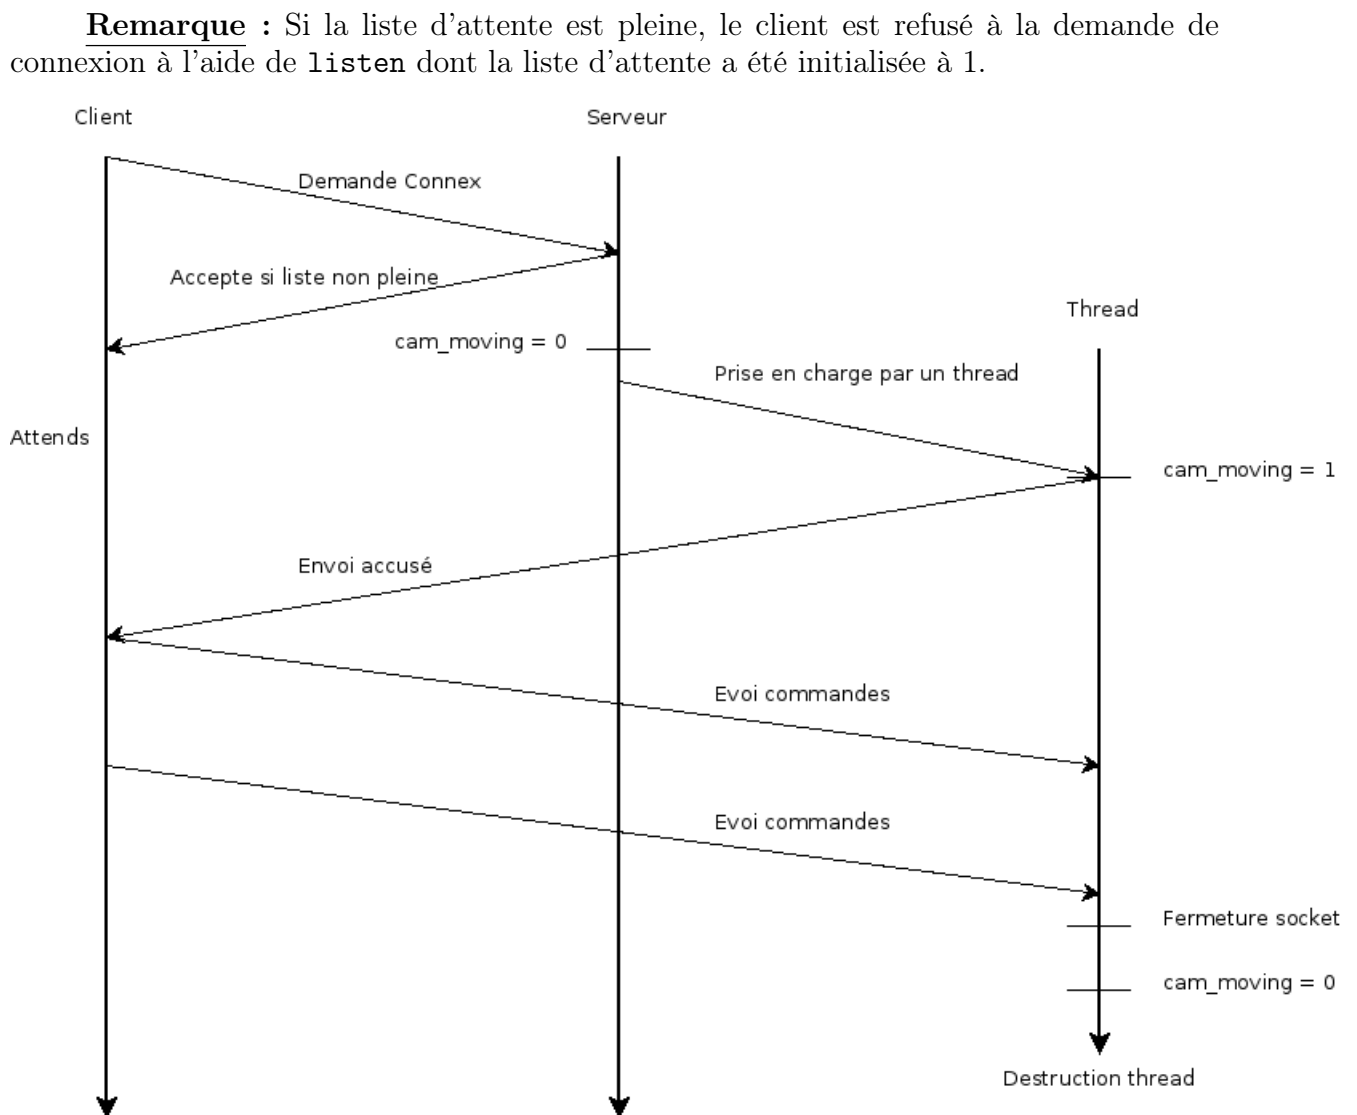 Remarque : Si la liste d'attente est pleine, le client est refusé à la demande de
connexion à l'aide de listen dont la liste d'attente a été initialisée à 1.
Client
Serveur
Demande Connex
Accepte si liste non pleine
Thread
cam_moving = 0
Prise en charge par un thread
Attends
cam_moving = 1
Envoi accusé
Evoi commandes
Evoi commandes
Fermeture socket
cam_moving = 0
Destruction thread